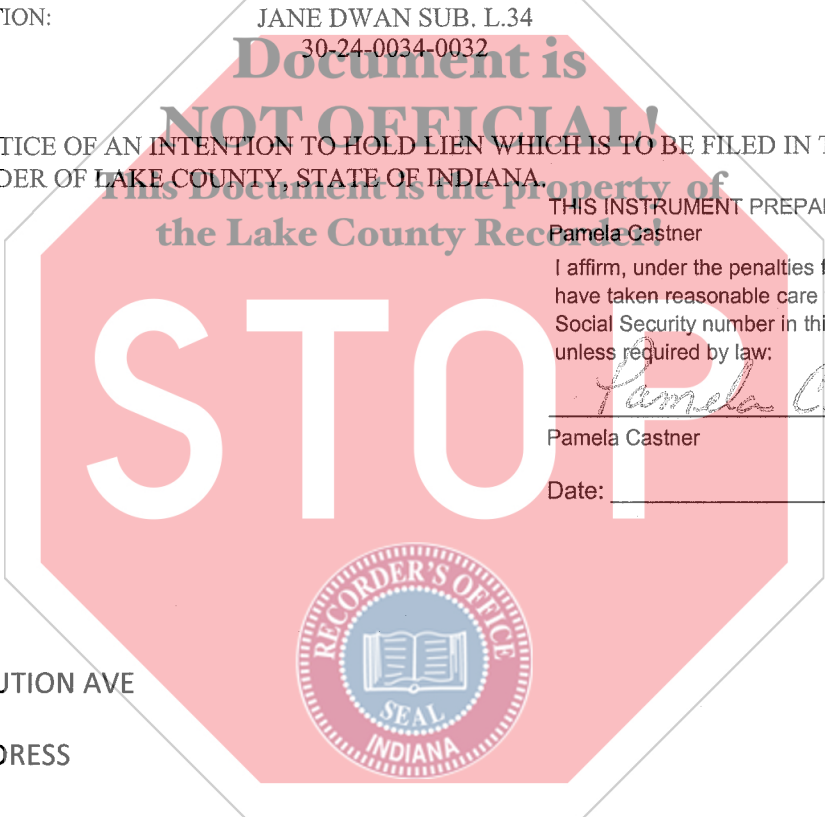 TION:
JANE DWAN SUB. L.34
30-24-0034-0032
Document is
NOT OFFICIAL!
TICE OF AN INTENTION TO HOLD LIEN WHICH IS TO BE FILED IN T
DER OF LAKE COUNTY, STATE OF INDIANA.
This Document is the property of
the Lake County Recorder!
THIS INSTRUMENT PREPA
Pamela Castner
I affirm, under the penalties f
have taken reasonable care
Social Security number in thi
unless required by law:
Pamela C
Pamela Castner
Date:
STOP
RECORDER'S OFFICE
SEAL
INDIANA
UTION AVE
DRESS